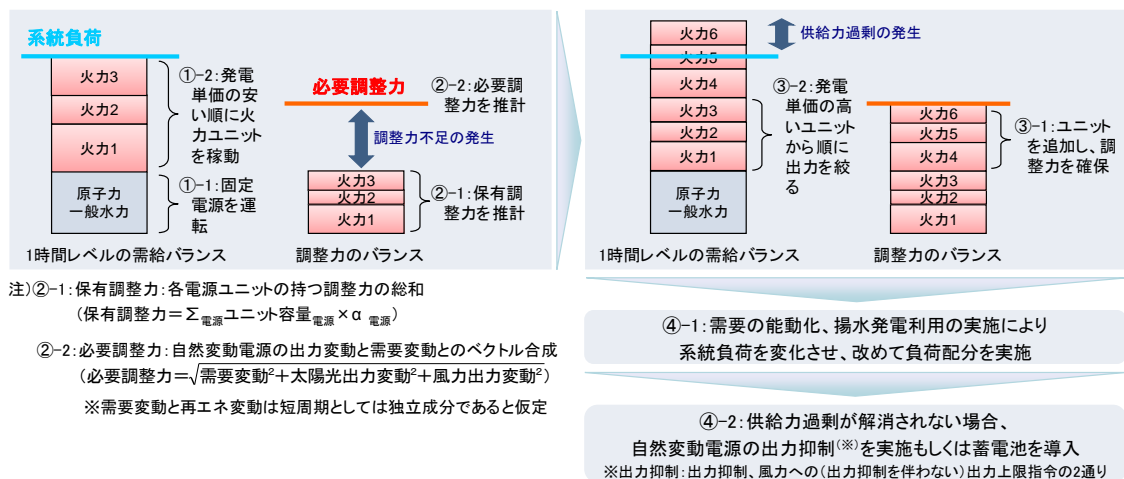 系統負荷
火力3
火力2
火力1
原子力
一般水力
①-2:発電
単価の安
い順に火
力ユニット
を稼動
①-1:固定
電源を運
転
1時間レベルの需給バランス
必要調整力
②-2:必要調
整力を推計
調整力不足の発生
火力3
火力2
火力1
②-1:保有調
整力を推計
調整力のバランス
火力6
火力5
火力4
火力3
火力2
火力1
原子力
一般水力
供給力過剰の発生
③-2:発電
単価の高
いユニット
から順に
出力を絞
る
1時間レベルの需給バランス
火力6
火力5
火力4
火力3
火力2
火力1
③-1:ユニット
を追加し、調
整力を確保
調整力のバランス
注)②-1:保有調整力:各電源ユニットの持つ調整力の総和
(保有調整力=Σ電源ユニット容量電源×α 電源)
②-2:必要調整力:自然変動電源の出力変動と需要変動とのベクトル合成
(必要調整力=√需要変動²+太陽光出力変動²+風力出力変動²)
※需要変動と再エネ変動は短周期としては独立成分であると仮定
④-1:需要の能動化、揚水発電利用の実施により
系統負荷を変化させ、改めて負荷配分を実施
④-2:供給力過剰が解消されない場合、
自然変動電源の出力抑制(※)を実施もしくは蓄電池を導入
※出力抑制:出力抑制、風力への(出力抑制を伴わない)出力上限指令の2通り